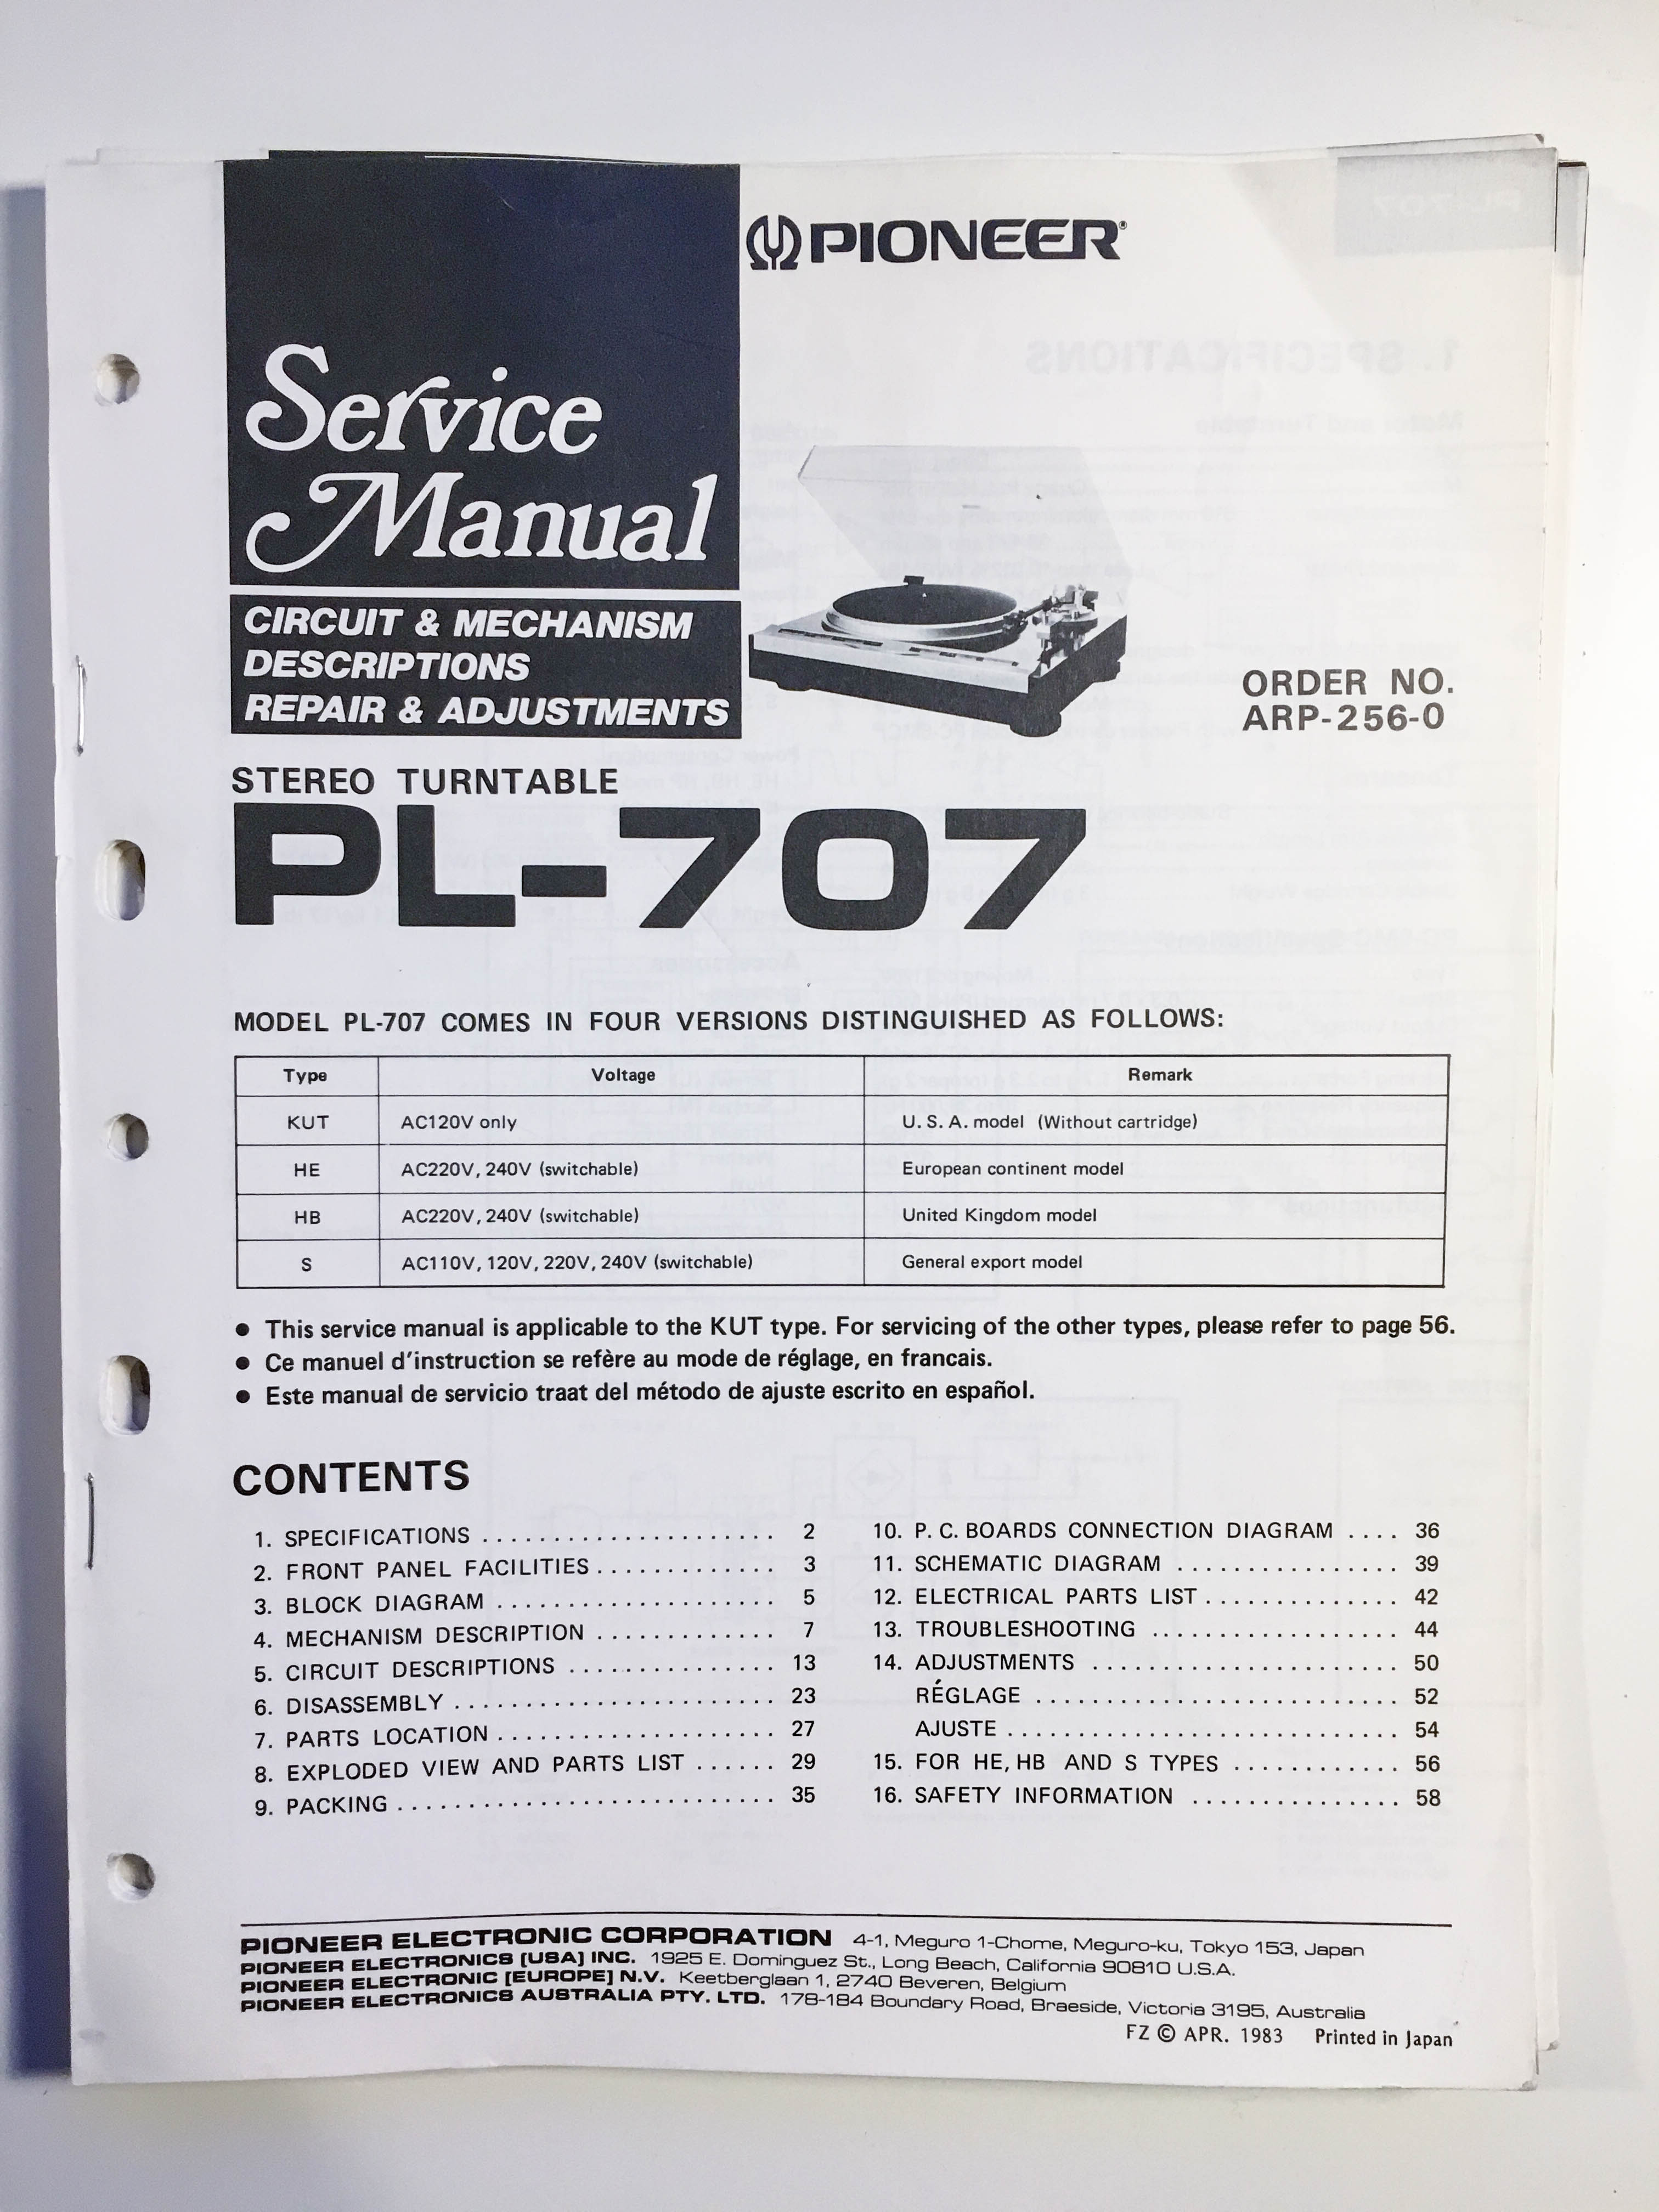 PIONEER®
Service
Manual
CIRCUIT & MECHANISM
DESCRIPTIONS
REPAIR & ADJUSTMENTS
ORDER NO.
ARP-256-0
STEREO TURNTABLE
PL-707
MODEL PL-707 COMES IN FOUR VERSIONS DISTINGUISHED AS FOLLOWS:
Type Voltage Remark
KUT AC120V only U. S. A. model (Without cartridge)
HE AC220V, 240V (switchable) European continent model
HB AC220V, 240V (switchable) United Kingdom model
S AC110V, 120V, 220V, 240V (switchable) General export model
● This service manual is applicable to the KUT type. For servicing of the other types, please refer to page 56.
● Ce manuel d'instruction se refère au mode de réglage, en francais.
● Este manual de servicio traat del método de ajuste escrito en español.
CONTENTS
1. SPECIFICATIONS ..................... 2
2. FRONT PANEL FACILITIES ............. 3
3. BLOCK DIAGRAM .................... 5
4. MECHANISM DESCRIPTION ............. 7
5. CIRCUIT DESCRIPTIONS ............... 13
6. DISASSEMBLY ....................... 23
7. PARTS LOCATION .................... 27
8. EXPLODED VIEW AND PARTS LIST ...... 29
9. PACKING ........................... 35
10. P. C. BOARDS CONNECTION DIAGRAM .... 36
11. SCHEMATIC DIAGRAM ................ 39
12. ELECTRICAL PARTS LIST .............. 42
13. TROUBLESHOOTING .................. 44
14. ADJUSTMENTS ...................... 50
RÉGLAGE .......................... 52
AJUSTE ............................ 54
15. FOR HE, HB AND S TYPES ............ 56
16. SAFETY INFORMATION ............... 58
PIONEER ELECTRONIC CORPORATION 4-1, Meguro 1-Chome, Meguro-ku, Tokyo 153, Japan
PIONEER ELECTRONICS [USA] INC. 1925 E. Dominguez St., Long Beach, California 90810 U.S.A.
PIONEER ELECTRONIC [EUROPE] N.V. Keetberglaan 1, 2740 Beveren, Belgium
PIONEER ELECTRONICS AUSTRALIA PTY. LTD. 178-184 Boundary Road, Braeside, Victoria 3195, Australia
FZ © APR. 1983 Printed in Japan